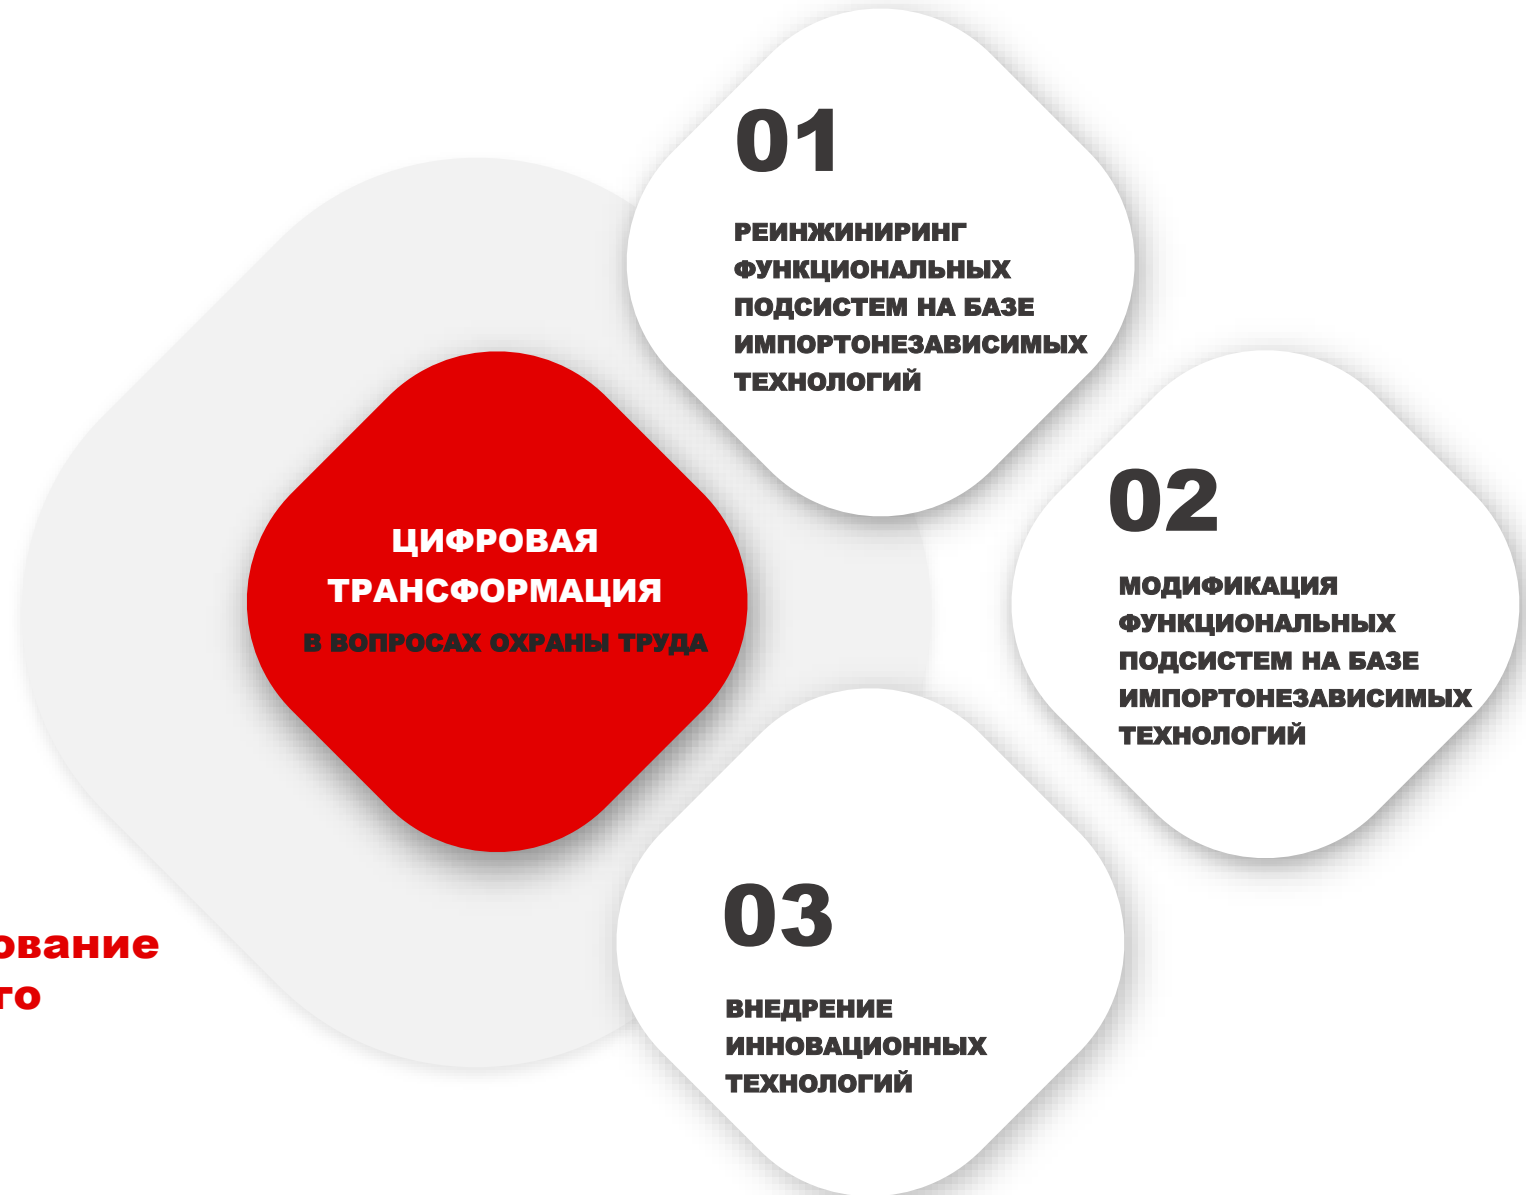 01
РЕИНЖИНИРИНГ
ФУНКЦИОНАЛЬНЫХ
ПОДСИСТЕМ НА БАЗЕ
ИМПОРТОНЕЗАВИСИМЫХ
ТЕХНОЛОГИЙ
ЦИФРОВАЯ
ТРАНСФОРМАЦИЯ
В ВОПРОСАХ ОХРАНЫ ТРУДА
02
МОДИФИКАЦИЯ
ФУНКЦИОНАЛЬНЫХ
ПОДСИСТЕМ НА БАЗЕ
ИМПОРТОНЕЗАВИСИМЫХ
ТЕХНОЛОГИЙ
03
ВНЕДРЕНИЕ
ИННОВАЦИОННЫХ
ТЕХНОЛОГИЙ